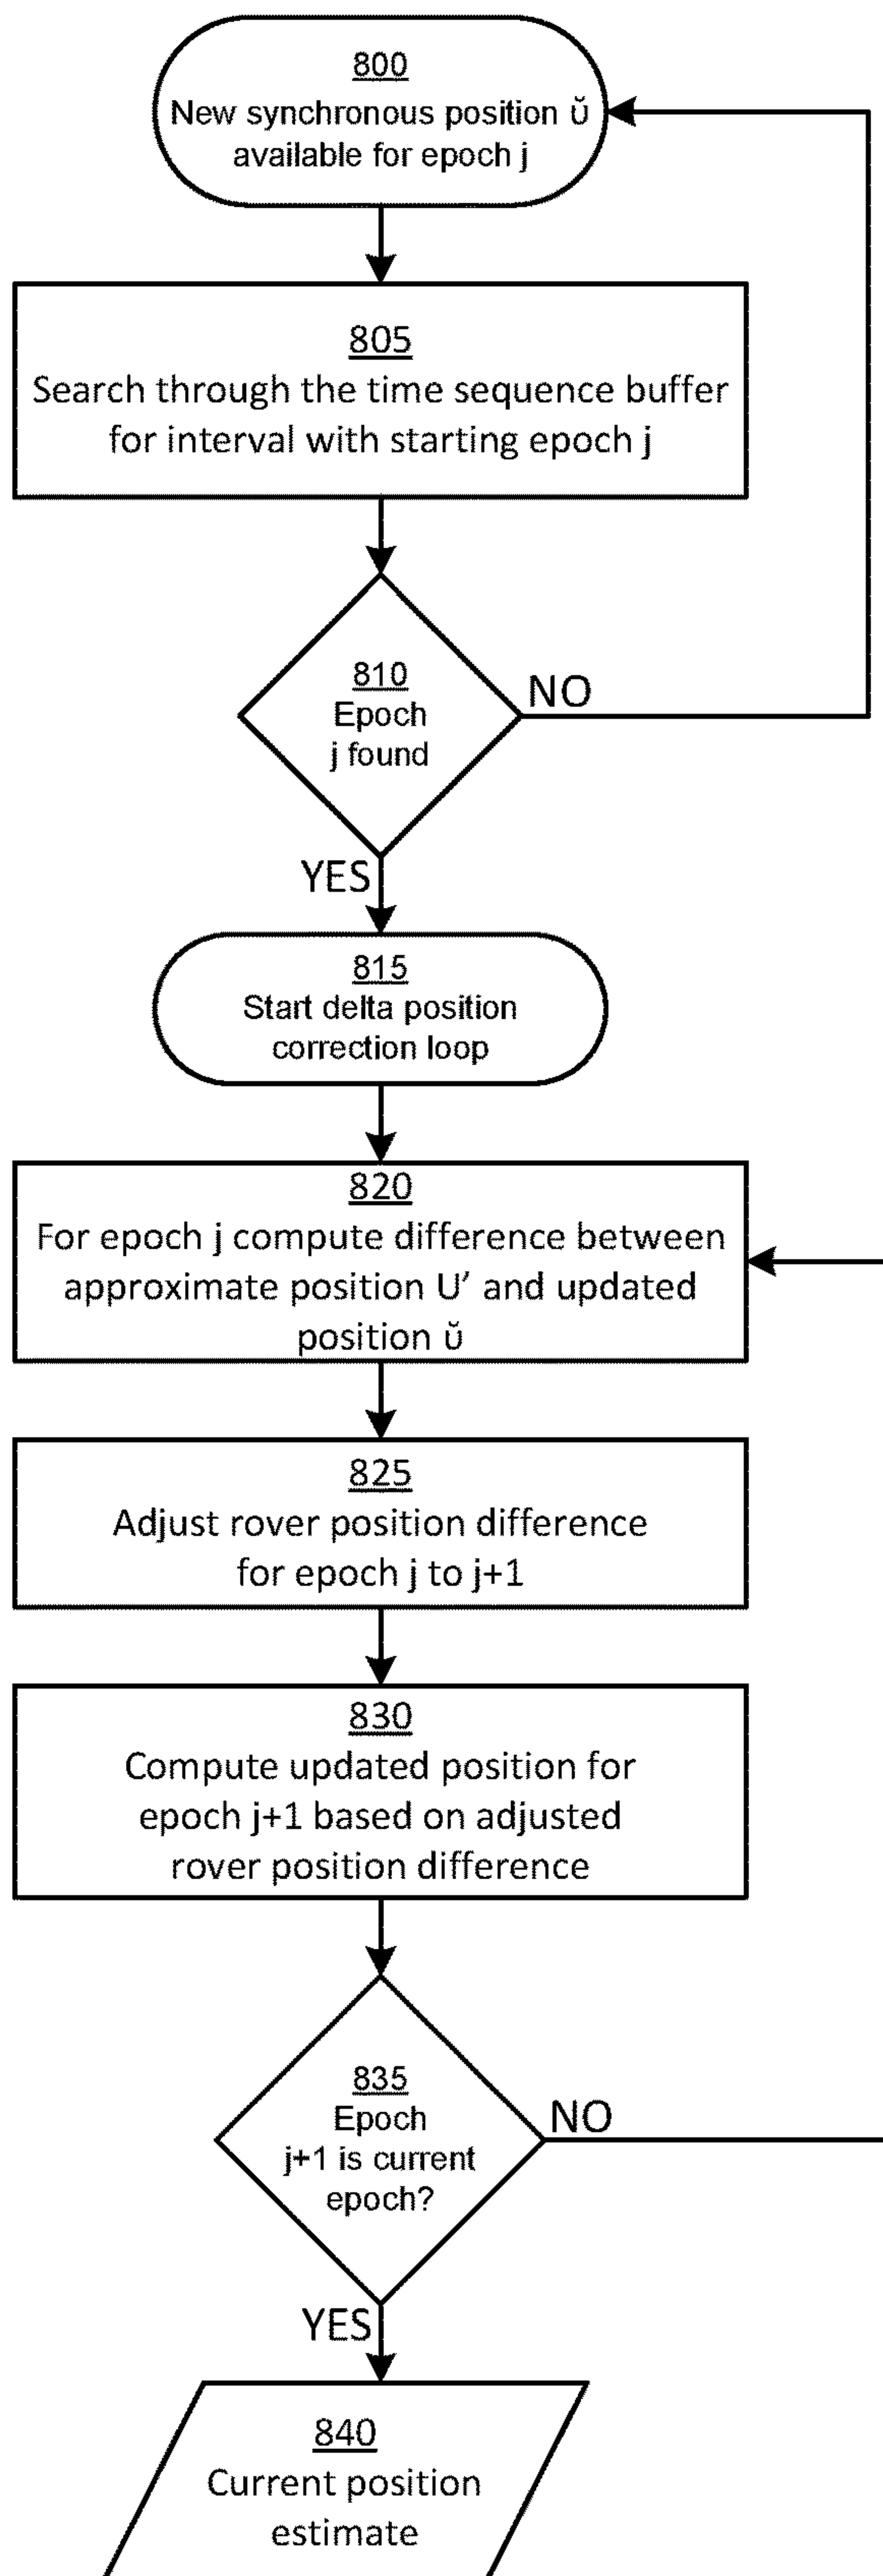 800
New synchronous position ŭ
available for epoch j
805
Search through the time sequence buffer
for interval with starting epoch j
810
Epoch
j found
NO
YES
815
Start delta position
correction loop
820
For epoch j compute difference between
approximate position U’ and updated
position ŭ
825
Adjust rover position difference
for epoch j to j+1
830
Compute updated position for
epoch j+1 based on adjusted
rover position difference
835
Epoch
j+1 is current
epoch?
NO
YES
840
Current position
estimate